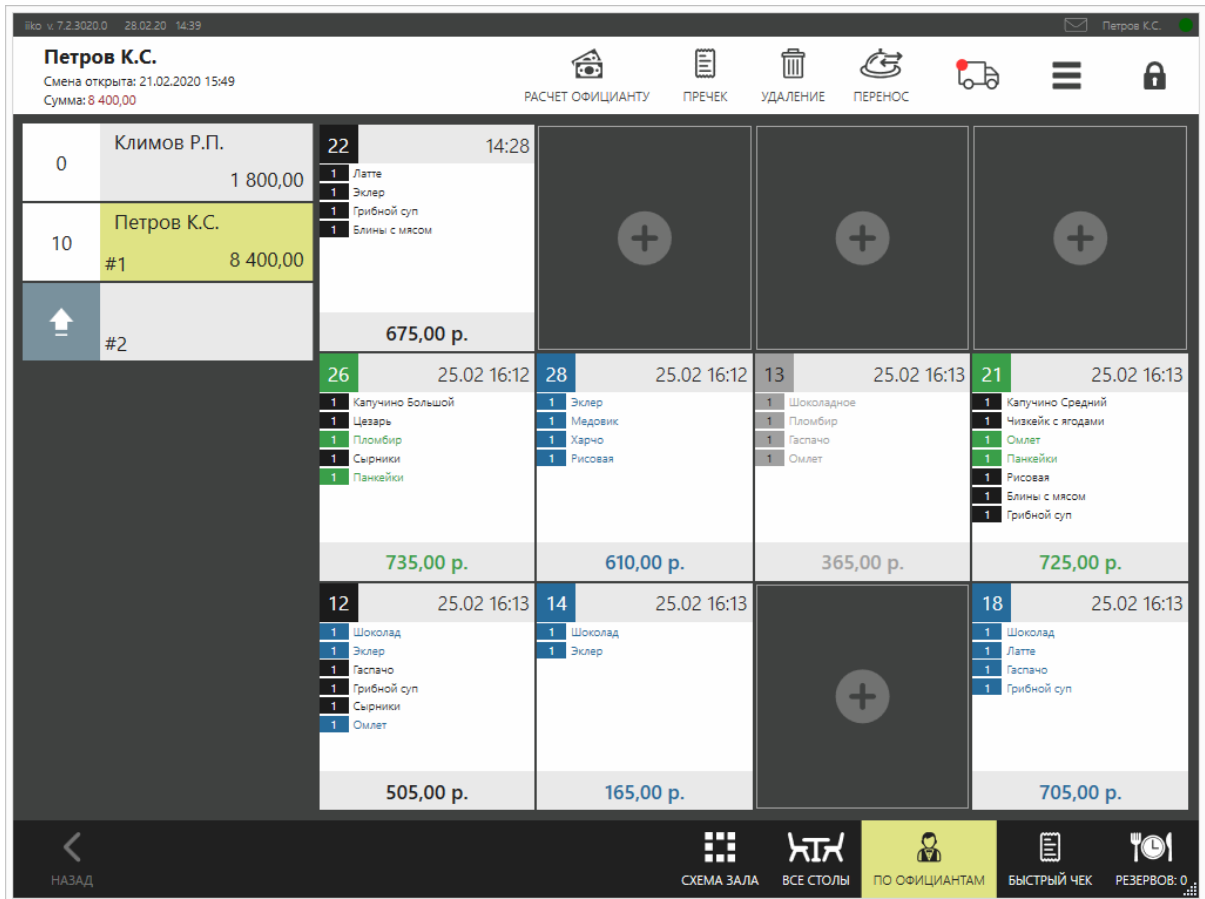 iiko v. 7.2.3020.0 28.02.20 14:39 Петров К.С.
Петров К.С.
Смена открыта: 21.02.2020 15:49
Сумма: 8 400,00
РАСЧЕТ ОФИЦИАНТУ ПРЕЧЕК УДАЛЕНИЕ ПЕРЕНОС
0 Климов Р.П.
1 800,00
10 Петров К.С.
#1 8 400,00
#2
22 14:28
1 Латте
1 Эклер
1 Грибной суп
1 Блины с мясом
675,00 р.
26 25.02 16:12
1 Капучино Большой
1 Цезарь
1 Пломбир
1 Сырники
1 Панкейки
735,00 р.
28 25.02 16:12
1 Эклер
1 Медовик
1 Харчо
1 Рисовая
610,00 р.
13 25.02 16:13
1 Шоколадное
1 Пломбир
1 Гаспачо
1 Омлет
365,00 р.
21 25.02 16:13
1 Капучино Средний
1 Чизкейк с ягодами
1 Омлет
1 Панкейки
1 Рисовая
1 Блины с мясом
1 Грибной суп
725,00 р.
12 25.02 16:13
1 Шоколад
1 Эклер
1 Гаспачо
1 Грибной суп
1 Сырники
1 Омлет
505,00 р.
14 25.02 16:13
1 Шоколад
1 Эклер
165,00 р.
18 25.02 16:13
1 Шоколад
1 Латте
1 Гаспачо
1 Грибной суп
705,00 р.
НАЗАД СХЕМА ЗАЛА ВСЕ СТОЛЫ ПО ОФИЦИАНТАМ БЫСТРЫЙ ЧЕК РЕЗЕРВОВ: 0